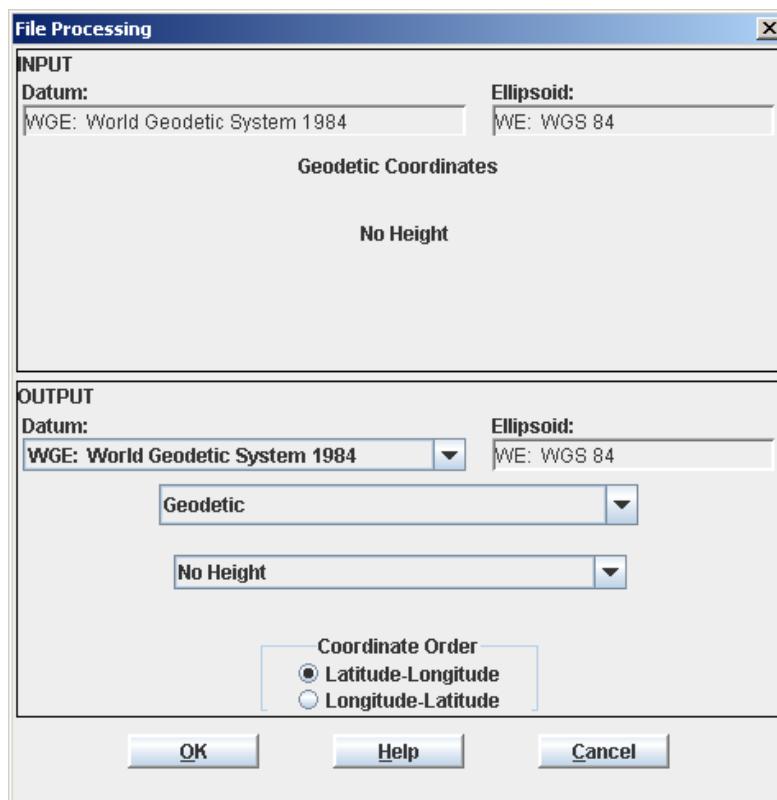 File Processing
INPUT
Datum: Ellipsoid:
WGE: World Geodetic System 1984 WE: WGS 84
Geodetic Coordinates
No Height
OUTPUT
Datum: Ellipsoid:
WGE: World Geodetic System 1984 WE: WGS 84
Geodetic
No Height
Coordinate Order
Latitude-Longitude
Longitude-Latitude
OK Help Cancel